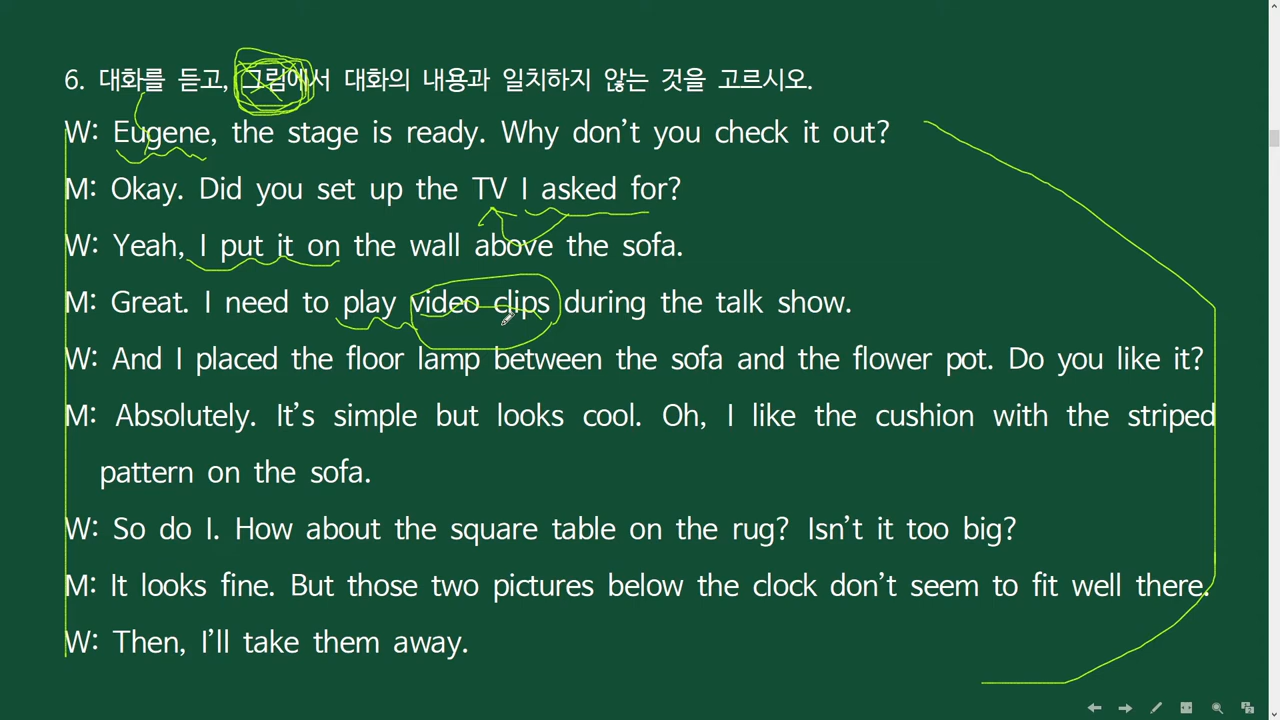 6. 대화를 듣고, 그림에서 대화의 내용과 일치하지 않는 것을 고르시오.
W: Eugene, the stage is ready. Why don't you check it out?
M: Okay. Did you set up the TV I asked for?
W: Yeah, I put it on the wall above the sofa.
M: Great. I need to play video clips during the talk show.
W: And I placed the floor lamp between the sofa and the flower pot. Do you like it?
M: Absolutely. It's simple but looks cool. Oh, I like the cushion with the striped
pattern on the sofa.
W: So do I. How about the square table on the rug? Isn't it too big?
M: It looks fine. But those two pictures below the clock don't seem to fit well there.
W: Then, I'll take them away.